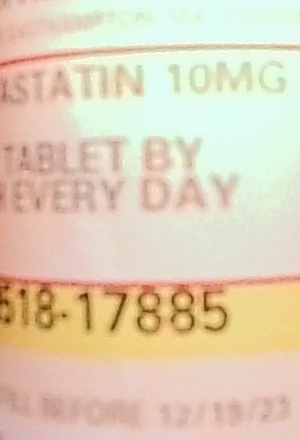 ASTATIN 10MG
TABLET BY
EVERY DAY
518-17885
BEFORE 12/19/23